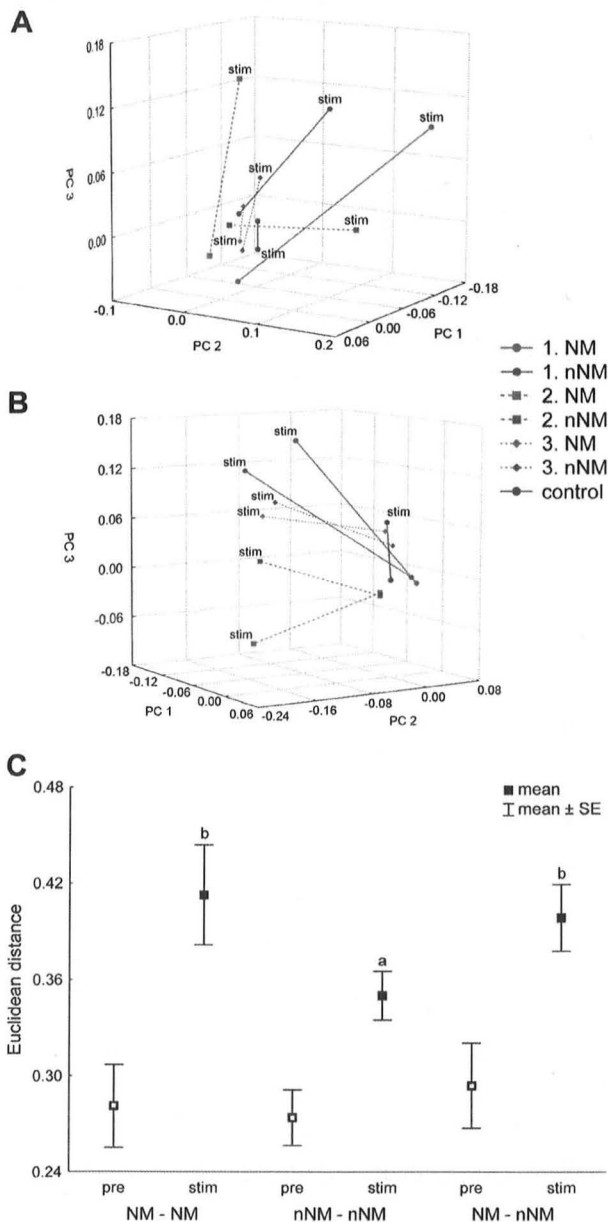 A
0.18
0.12
0.06
0.00
PC 3
stim
stim
stim
stim
stim
stim
stim
-0.1
0.0
0.1
0.2
PC 2
0.06
0.00
-0.06
-0.12
-0.18
PC 1
1. NM
1. nNM
2. NM
2. nNM
3. NM
3. nNM
control
B
0.18
0.12
0.06
0.00
-0.06
PC 3
stim
stim
stim
stim
stim
stim
stim
-0.18
-0.12
-0.06
0.00
0.06
PC 1
-0.24
-0.16
-0.08
0.00
0.08
PC 2
C
0.48
0.42
0.36
0.30
0.24
Euclidean distance
mean
mean ± SE
b
a
b
pre stim pre stim pre stim
NM - NM nNM - nNM NM - nNM